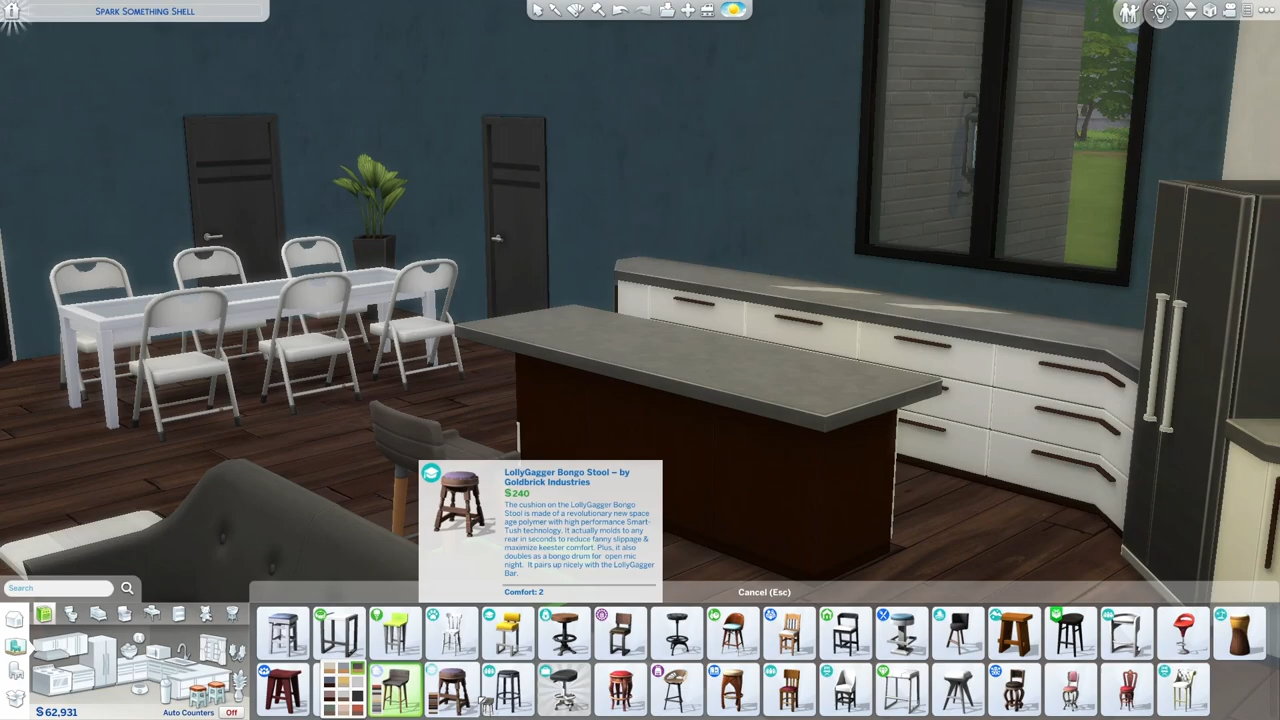 SPARK SOMETHING SHELL
LollyGagger Bongo Stool – by
Goldbrick Industries
§240
The cushion on the LollyGagger Bongo
Stool is made of a revolutionary new space
age polymer with high performance Smart-
Tush technology. It actually molds to any
rear in seconds to reduce fanny slippage &
maximize keester comfort. Plus, it also
doubles as a bongo drum for open mic
night. It pairs up nicely with the LollyGagger
Bar.
Comfort: 2
Search
Cancel (Esc)
§62,931
Auto Counters
Off